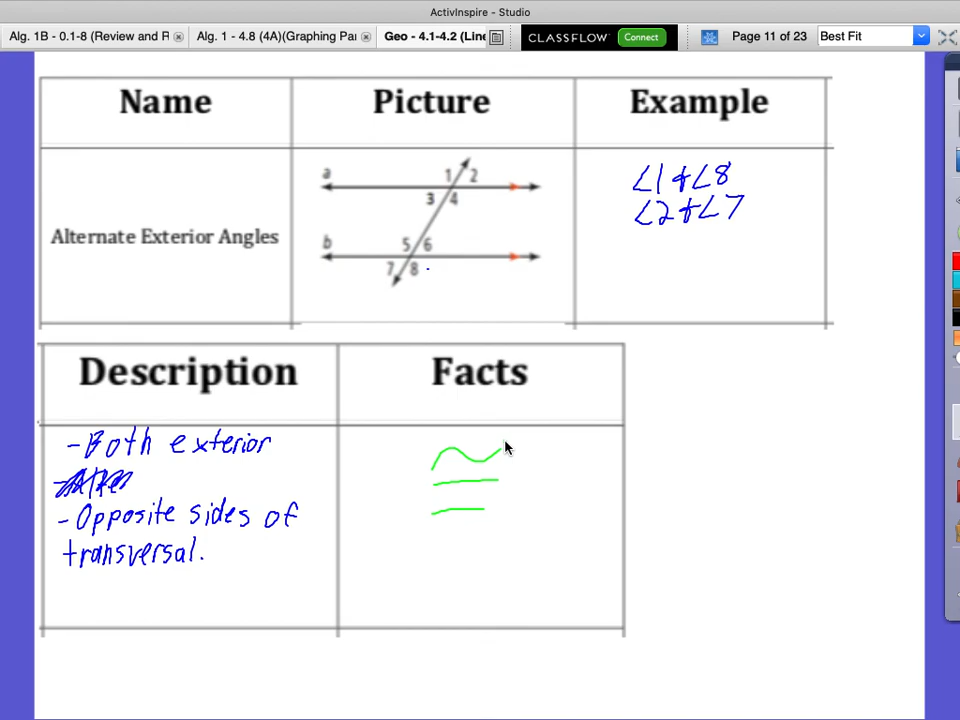 ActivInspire - Studio
Alg. 1B - 0.1-8 (Review and R
Alg. 1 - 4.8 (4A)(Graphing Pa
Geo - 4.1-4.2 (Line
CLASSFLOW Connect
Page 11 of 23
Best Fit
Name Picture Example
Alternate Exterior Angles
a
1 2
3 4
b
5 6
7 8
∠1 + ∠8
∠2 + ∠7
Description Facts
- Both exterior
- Opposite sides of
transversal.
≅